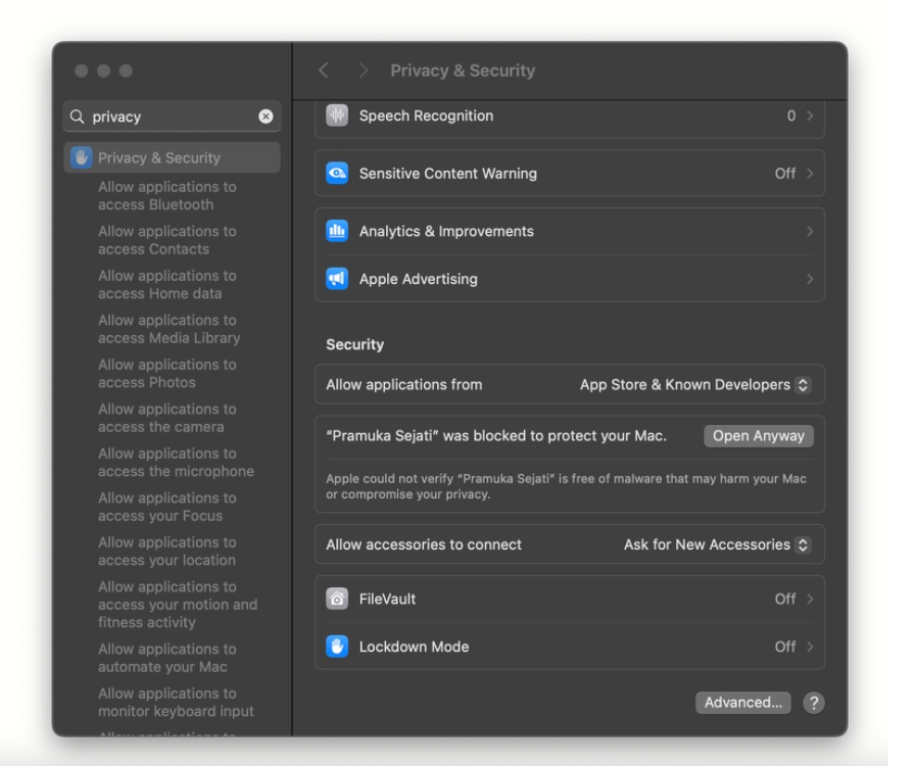 Privacy & Security
privacy
Privacy & Security
Allow applications to
access Bluetooth
Allow applications to
access Contacts
Allow applications to
access Home data
Allow applications to
access Media Library
Allow applications to
access Photos
Allow applications to
access the camera
Allow applications to
access the microphone
Allow applications to
access your Focus
Allow applications to
access your location
Allow applications to
access your motion and
fitness activity
Allow applications to
automate your Mac
Allow applications to
monitor keyboard input
Allow applications to
Speech Recognition 0
Sensitive Content Warning Off
Analytics & Improvements
Apple Advertising
Security
Allow applications from App Store & Known Developers
“Pramuka Sejati” was blocked to protect your Mac. Open Anyway
Apple could not verify “Pramuka Sejati” is free of malware that may harm your Mac
or compromise your privacy.
Allow accessories to connect Ask for New Accessories
FileVault Off
Lockdown Mode Off
Advanced... ?